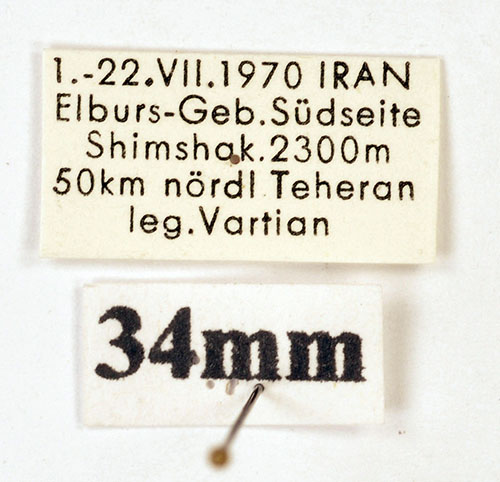 1.-22.VII.1970 IRAN
Elburs-Geb.Südseite
Shimshak.2300m
50km nördl Teheran
leg.Vartian
34mm